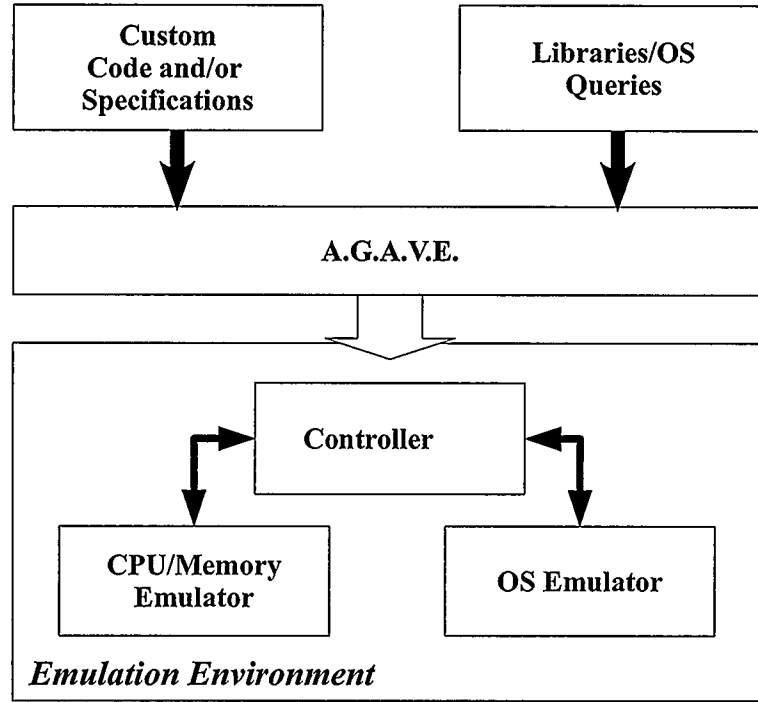 Custom
Code and/or
Specifications
Libraries/OS
Queries
A.G.A.V.E.
Controller
CPU/Memory
Emulator
OS Emulator
Emulation Environment